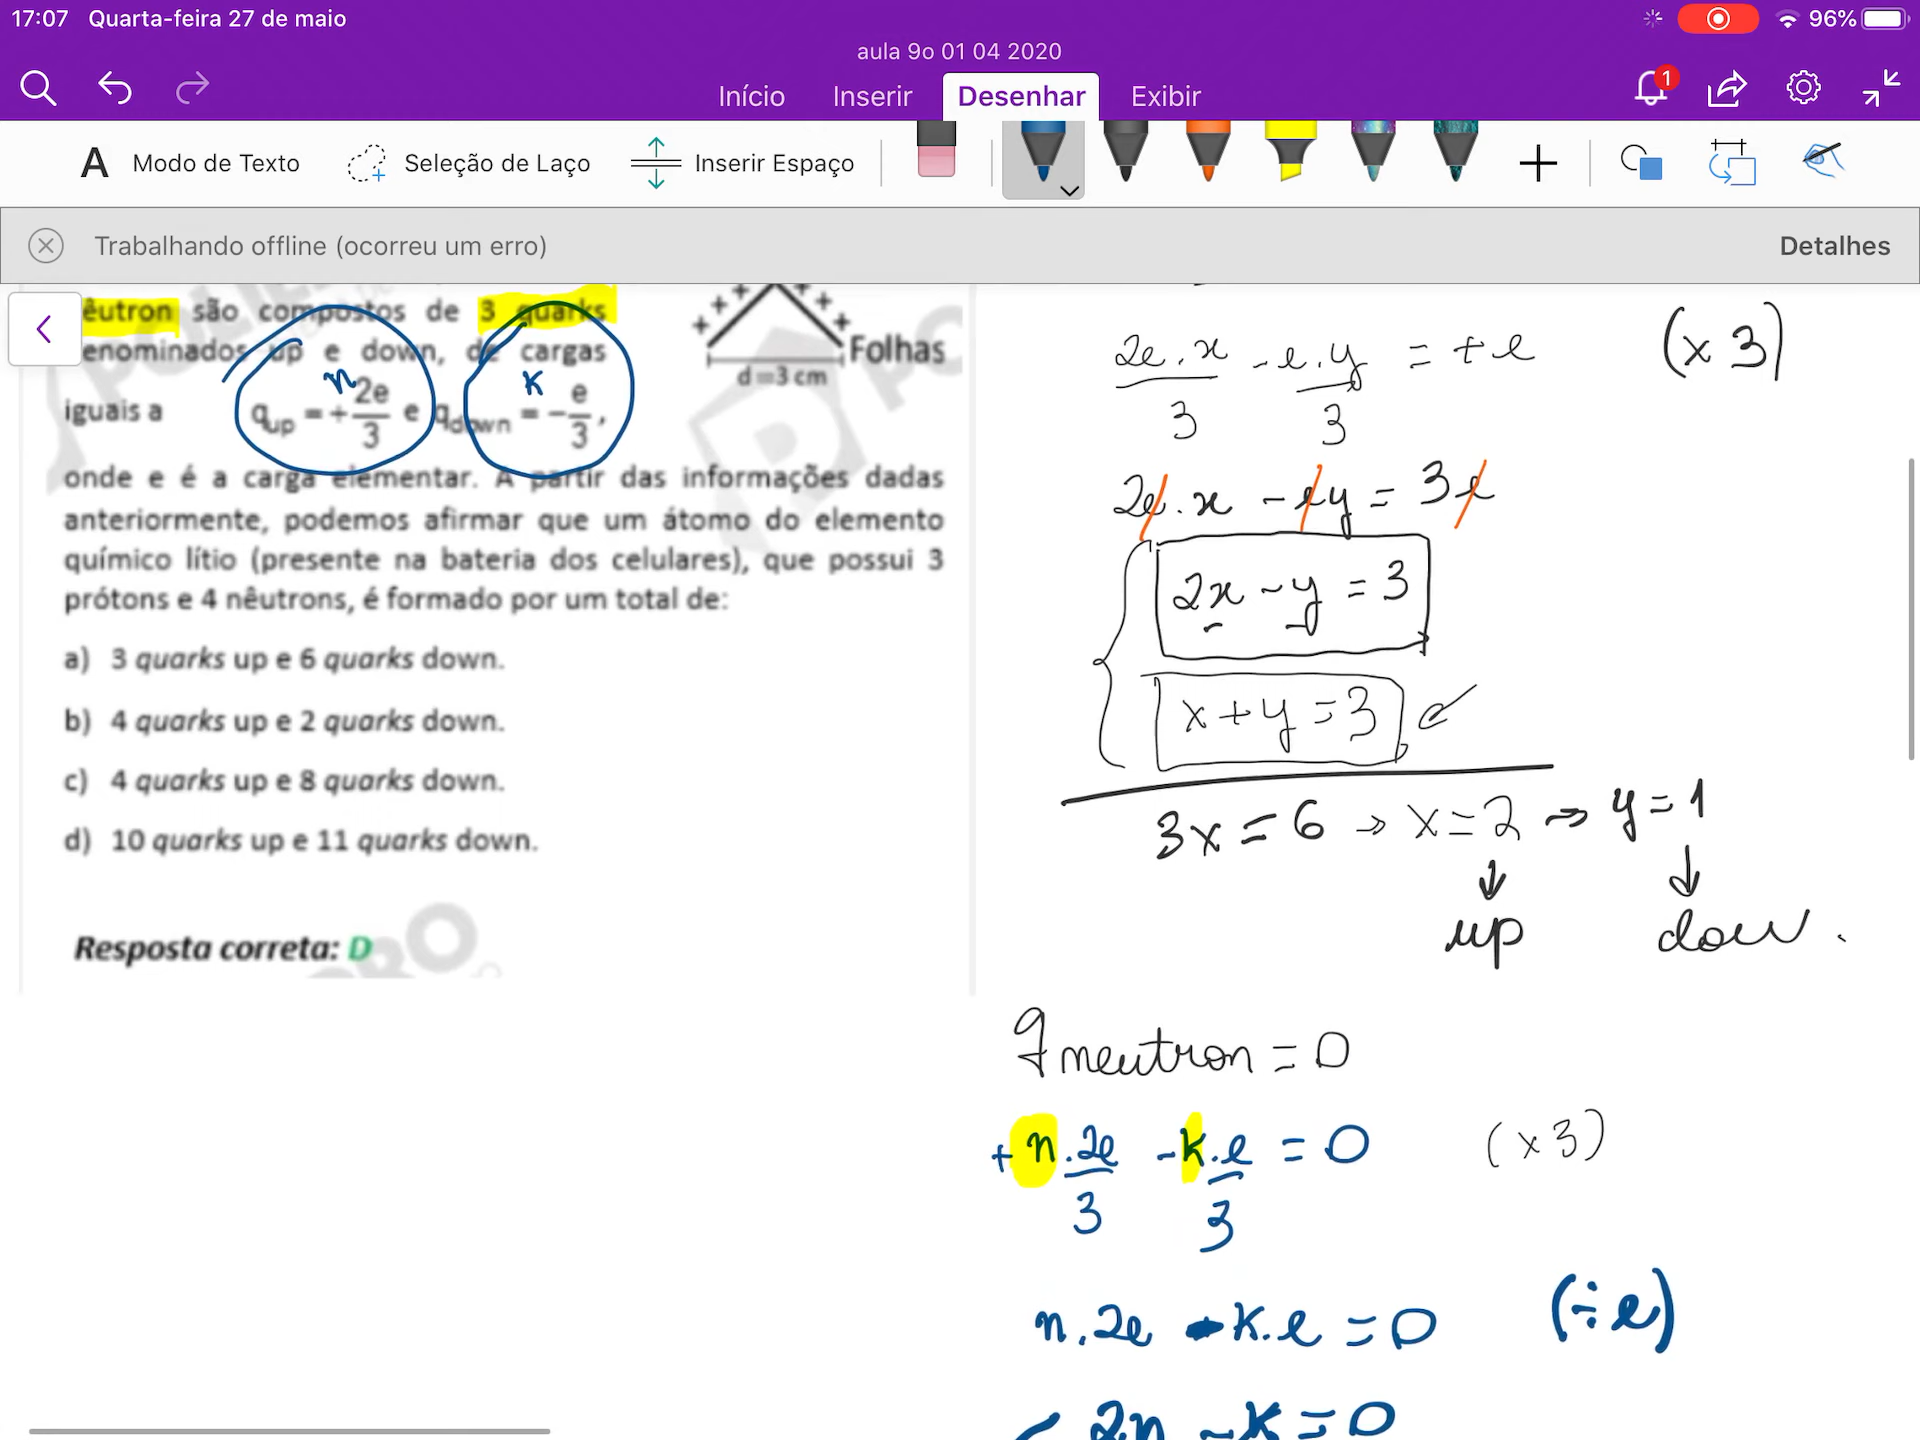 17:07 Quarta-feira 27 de maio
96%
aula 9o 01 04 2020
Início Inserir Desenhar Exibir
1
A Modo de Texto Seleção de Laço Inserir Espaço
Trabalhando offline (ocorreu um erro) Detalhes
êutron são compostos de 3 quarks
enominados up e down, de cargas
iguais a q_up = +2e/3 e q_down = -e/3,
n k
onde e é a carga elementar. A partir das informações dadas
anteriormente, podemos afirmar que um átomo do elemento
químico lítio (presente na bateria dos celulares), que possui 3
prótons e 4 nêutrons, é formado por um total de:
a) 3 quarks up e 6 quarks down.
b) 4 quarks up e 2 quarks down.
c) 4 quarks up e 8 quarks down.
d) 10 quarks up e 11 quarks down.
Resposta correta: D
++ ++
++ ++
Folhas
d=3 cm
2e.x/3 - e.y/3 = +e (x3)
2e.x - ey = 3e
2x - y = 3
x + y = 3
3x = 6 → x = 2 ⇒ y = 1
↓ ↓
up dow.
q neutron = 0
+ n.2e/3 - k.e/3 = 0 (x3)
n.2e - k.e = 0 (÷e)
2n - k = 0